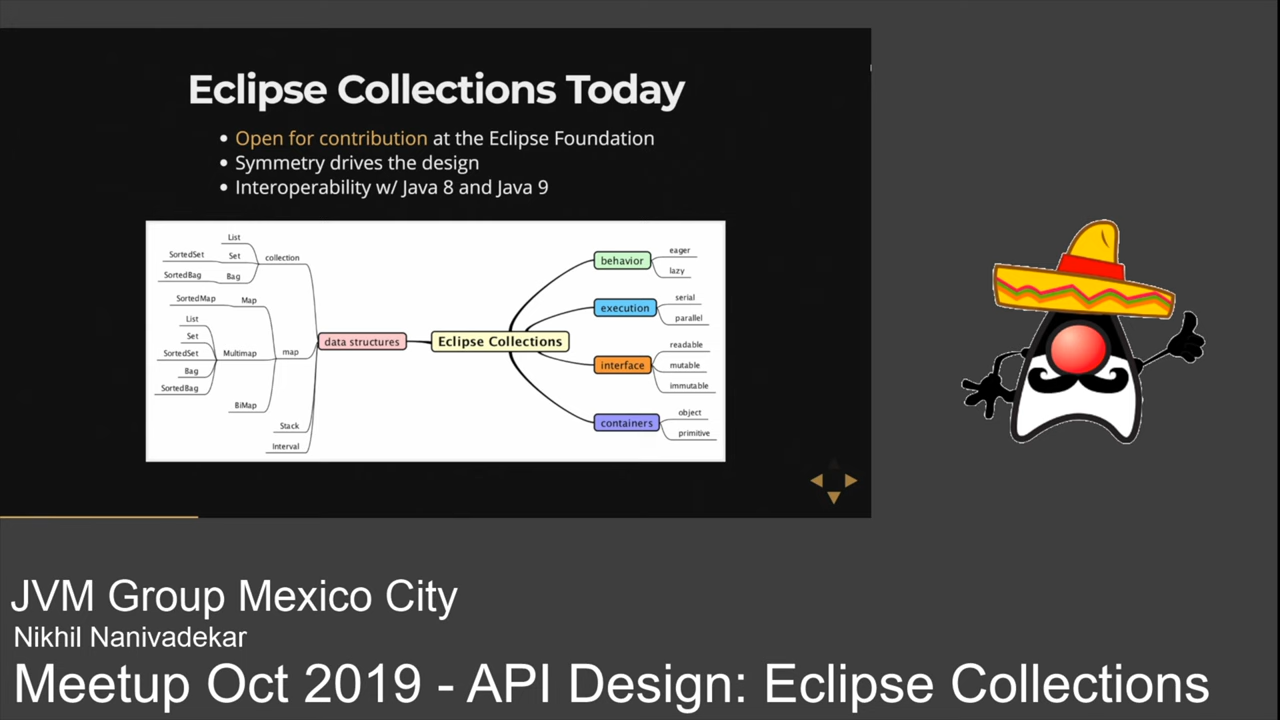 Eclipse Collections Today
• Open for contribution at the Eclipse Foundation
• Symmetry drives the design
• Interoperability w/ Java 8 and Java 9
List
SortedSet
Set
collection
SortedBag
Bag
SortedMap
Map
List
Set
SortedSet
Multimap
map
Bag
SortedBag
BiMap
Stack
Interval
data structures
Eclipse Collections
behavior
eager
lazy
execution
serial
parallel
interface
readable
mutable
immutable
containers
object
primitive
JVM Group Mexico City
Nikhil Nanivadekar
Meetup Oct 2019 - API Design: Eclipse Collections